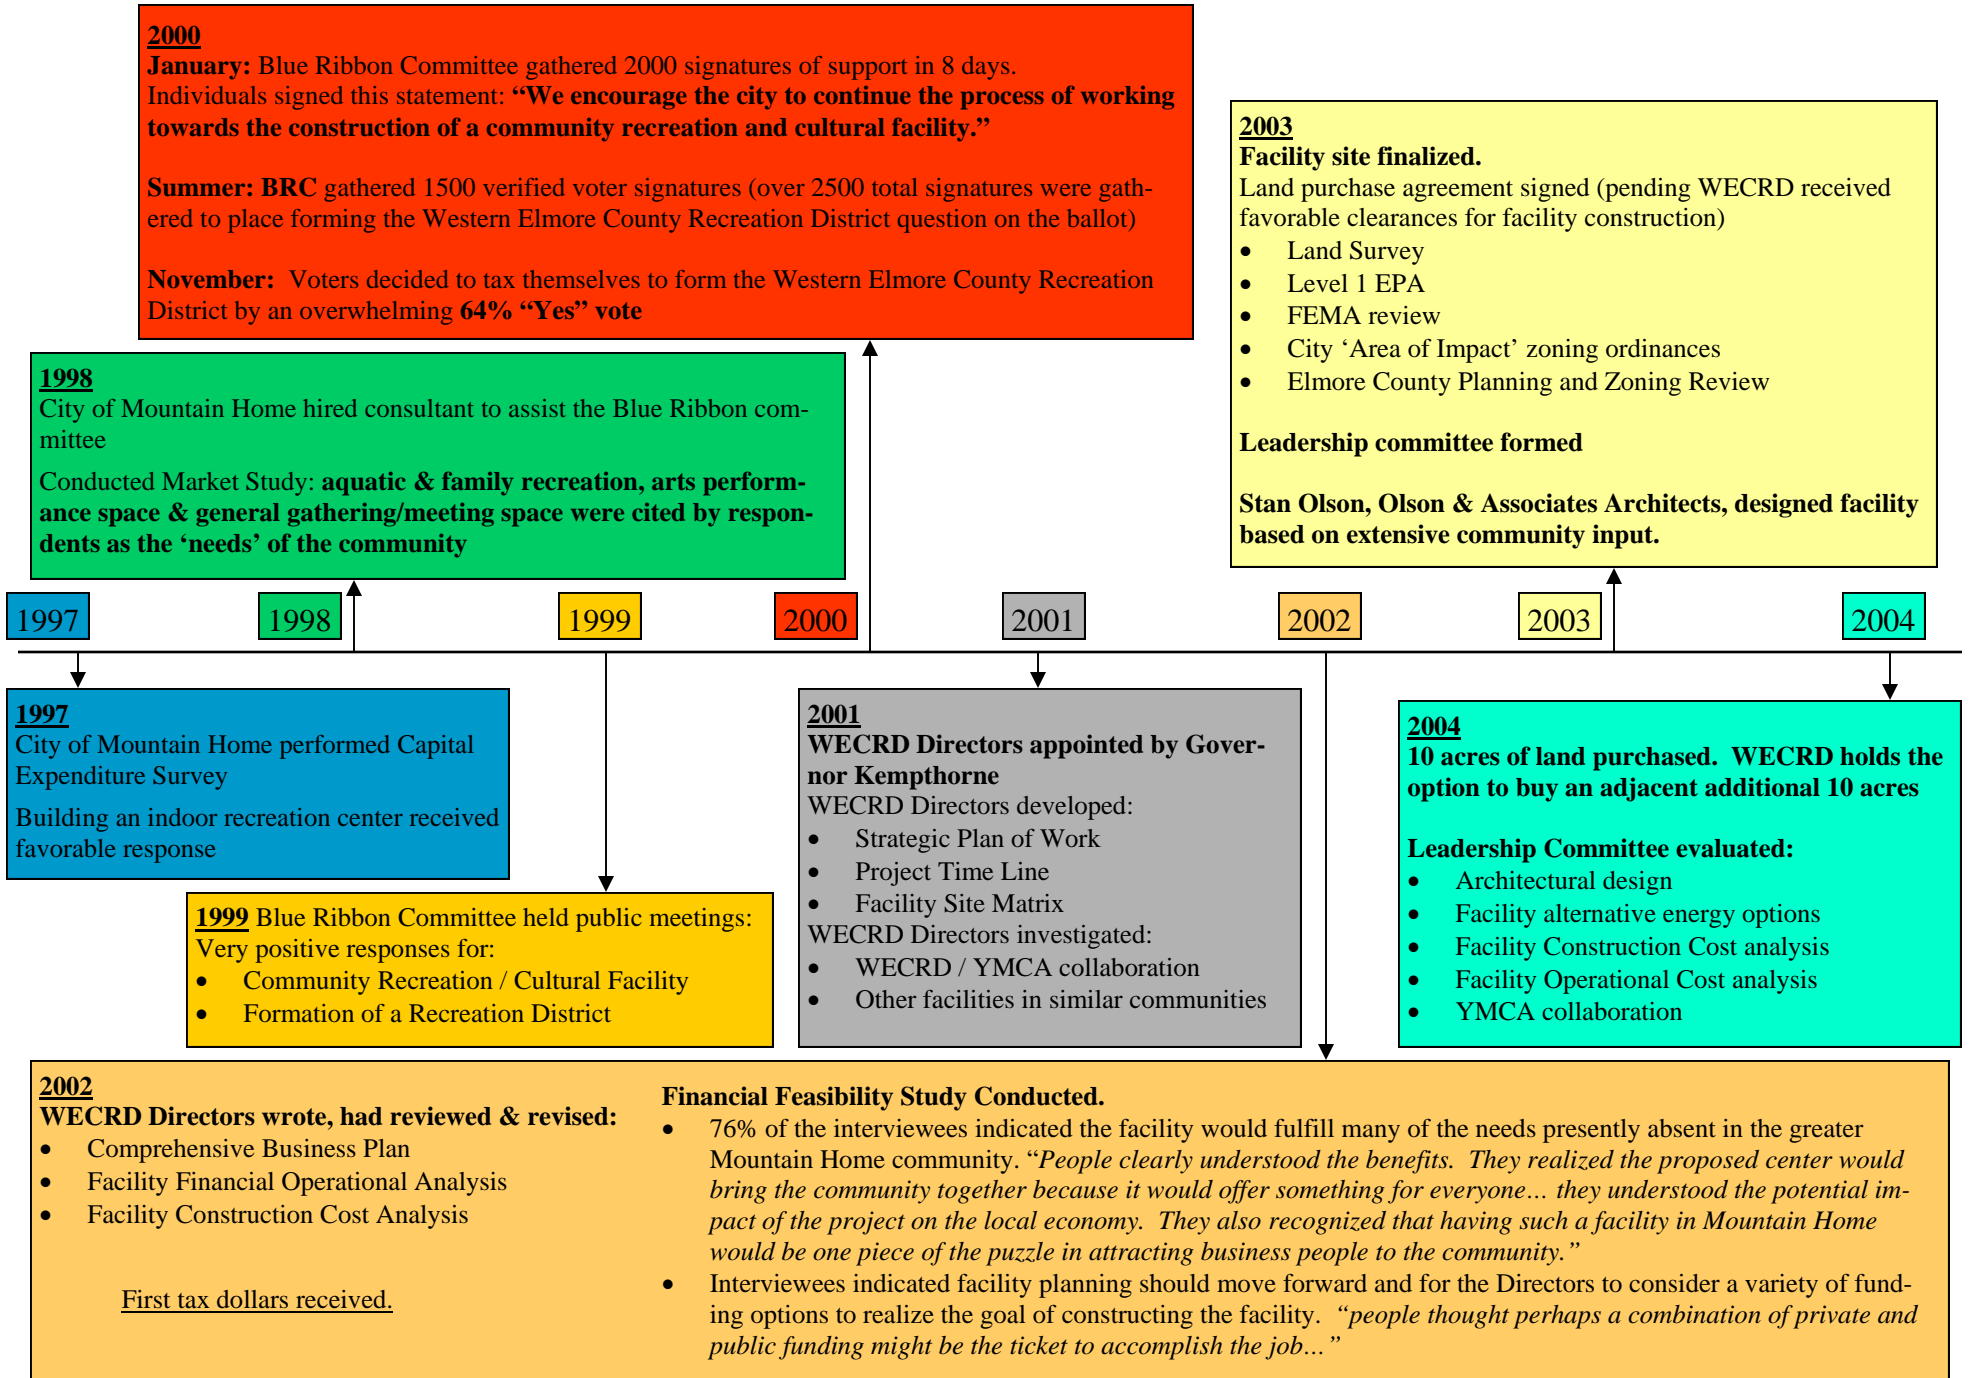 2000
January: Blue Ribbon Committee gathered 2000 signatures of support in 8 days.
Individuals signed this statement: “We encourage the city to continue the process of working
towards the construction of a community recreation and cultural facility.”
Summer: BRC gathered 1500 verified voter signatures (over 2500 total signatures were gath-
ered to place forming the Western Elmore County Recreation District question on the ballot)
November:  Voters decided to tax themselves to form the Western Elmore County Recreation
District by an overwhelming 64% “Yes” vote
2003
Facility site finalized.
Land purchase agreement signed (pending WECRD received
favorable clearances for facility construction)
• Land Survey
• Level 1 EPA
• FEMA review
• City ‘Area of Impact’ zoning ordinances
• Elmore County Planning and Zoning Review
Leadership committee formed
Stan Olson, Olson & Associates Architects, designed facility
based on extensive community input.
1998
City of Mountain Home hired consultant to assist the Blue Ribbon com-
mittee
Conducted Market Study: aquatic & family recreation, arts perform-
ance space & general gathering/meeting space were cited by respon-
dents as the ‘needs’ of the community
1997
1998
1999
2000
2001
2002
2003
2004
1997
City of Mountain Home performed Capital
Expenditure Survey
Building an indoor recreation center received
favorable response
1999 Blue Ribbon Committee held public meetings:
Very positive responses for:
• Community Recreation / Cultural Facility
• Formation of a Recreation District
2001
WECRD Directors appointed by Gover-
nor Kempthorne
WECRD Directors developed:
• Strategic Plan of Work
• Project Time Line
• Facility Site Matrix
WECRD Directors investigated:
• WECRD / YMCA collaboration
• Other facilities in similar communities
2004
10 acres of land purchased.  WECRD holds the
option to buy an adjacent additional 10 acres
Leadership Committee evaluated:
• Architectural design
• Facility alternative energy options
• Facility Construction Cost analysis
• Facility Operational Cost analysis
• YMCA collaboration
2002
WECRD Directors wrote, had reviewed & revised:
• Comprehensive Business Plan
• Facility Financial Operational Analysis
• Facility Construction Cost Analysis
First tax dollars received.
Financial Feasibility Study Conducted.
• 76% of the interviewees indicated the facility would fulfill many of the needs presently absent in the greater
Mountain Home community. “People clearly understood the benefits.  They realized the proposed center would
bring the community together because it would offer something for everyone… they understood the potential im-
pact of the project on the local economy.  They also recognized that having such a facility in Mountain Home
would be one piece of the puzzle in attracting business people to the community.”
• Interviewees indicated facility planning should move forward and for the Directors to consider a variety of fund-
ing options to realize the goal of constructing the facility.  “people thought perhaps a combination of private and
public funding might be the ticket to accomplish the job…”